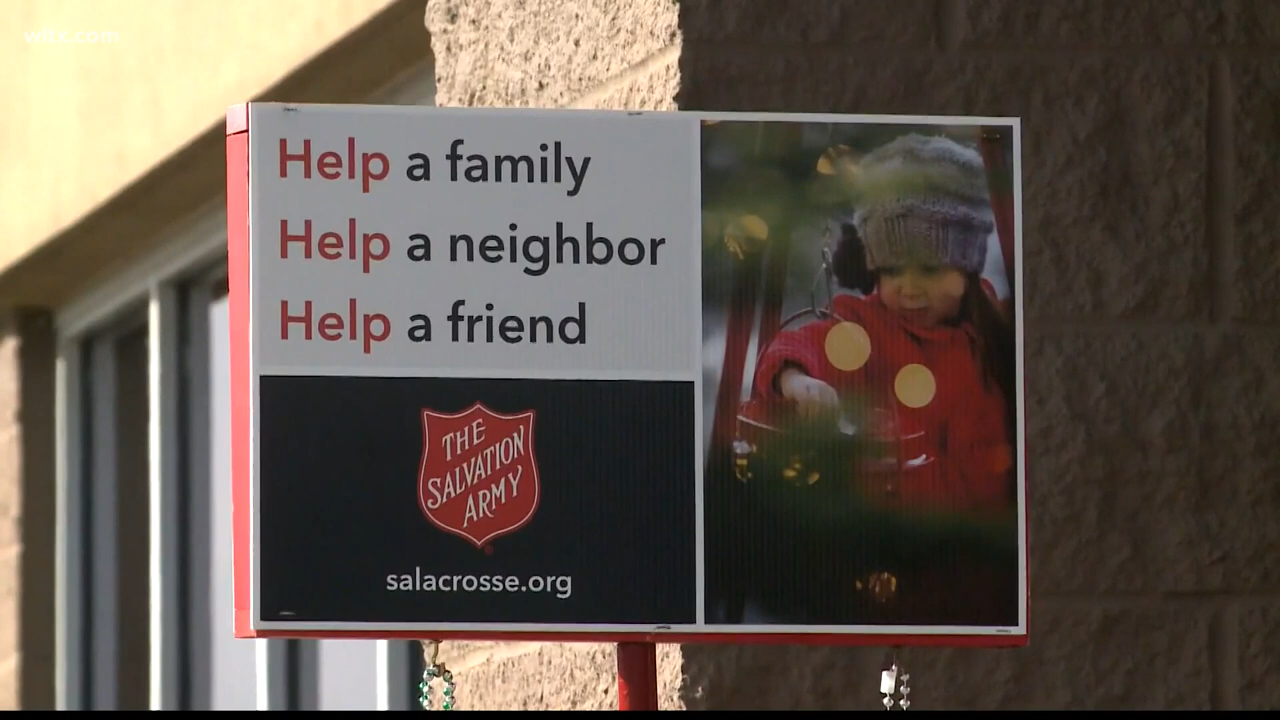 wltx.com
Help a family
Help a neighbor
Help a friend
THE
SALVATION
ARMY
salacrosse.org